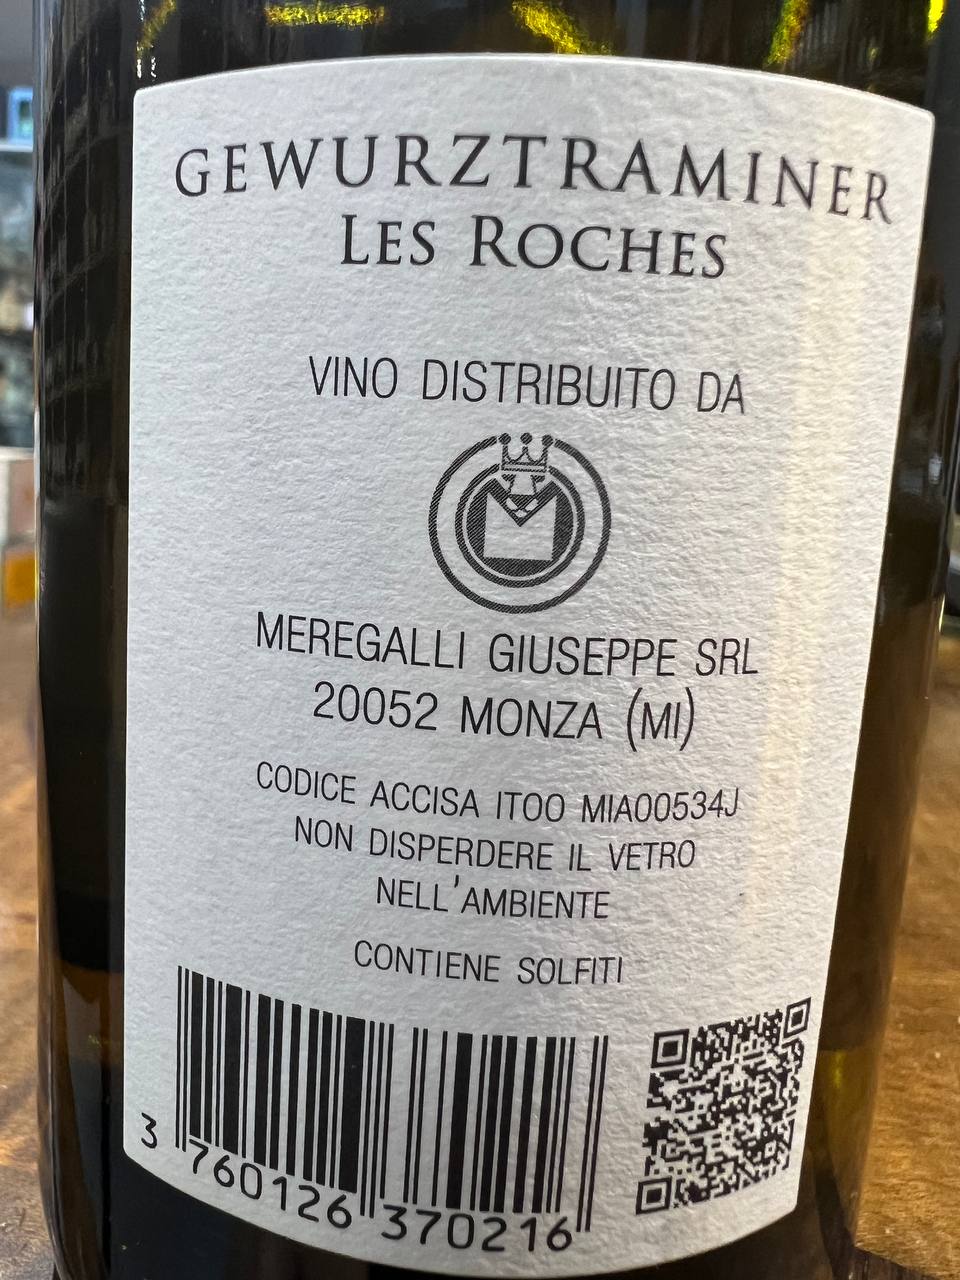 GEWURZTRAMINER
LES ROCHES
VINO DISTRIBUITO DA
M
MEREGALLI GIUSEPPE SRL
20052 MONZA (MI)
CODICE ACCISA IT00 MIA00534J
NON DISPERDERE IL VETRO
NELL'AMBIENTE
CONTIENE SOLFITI
3 760126 370216